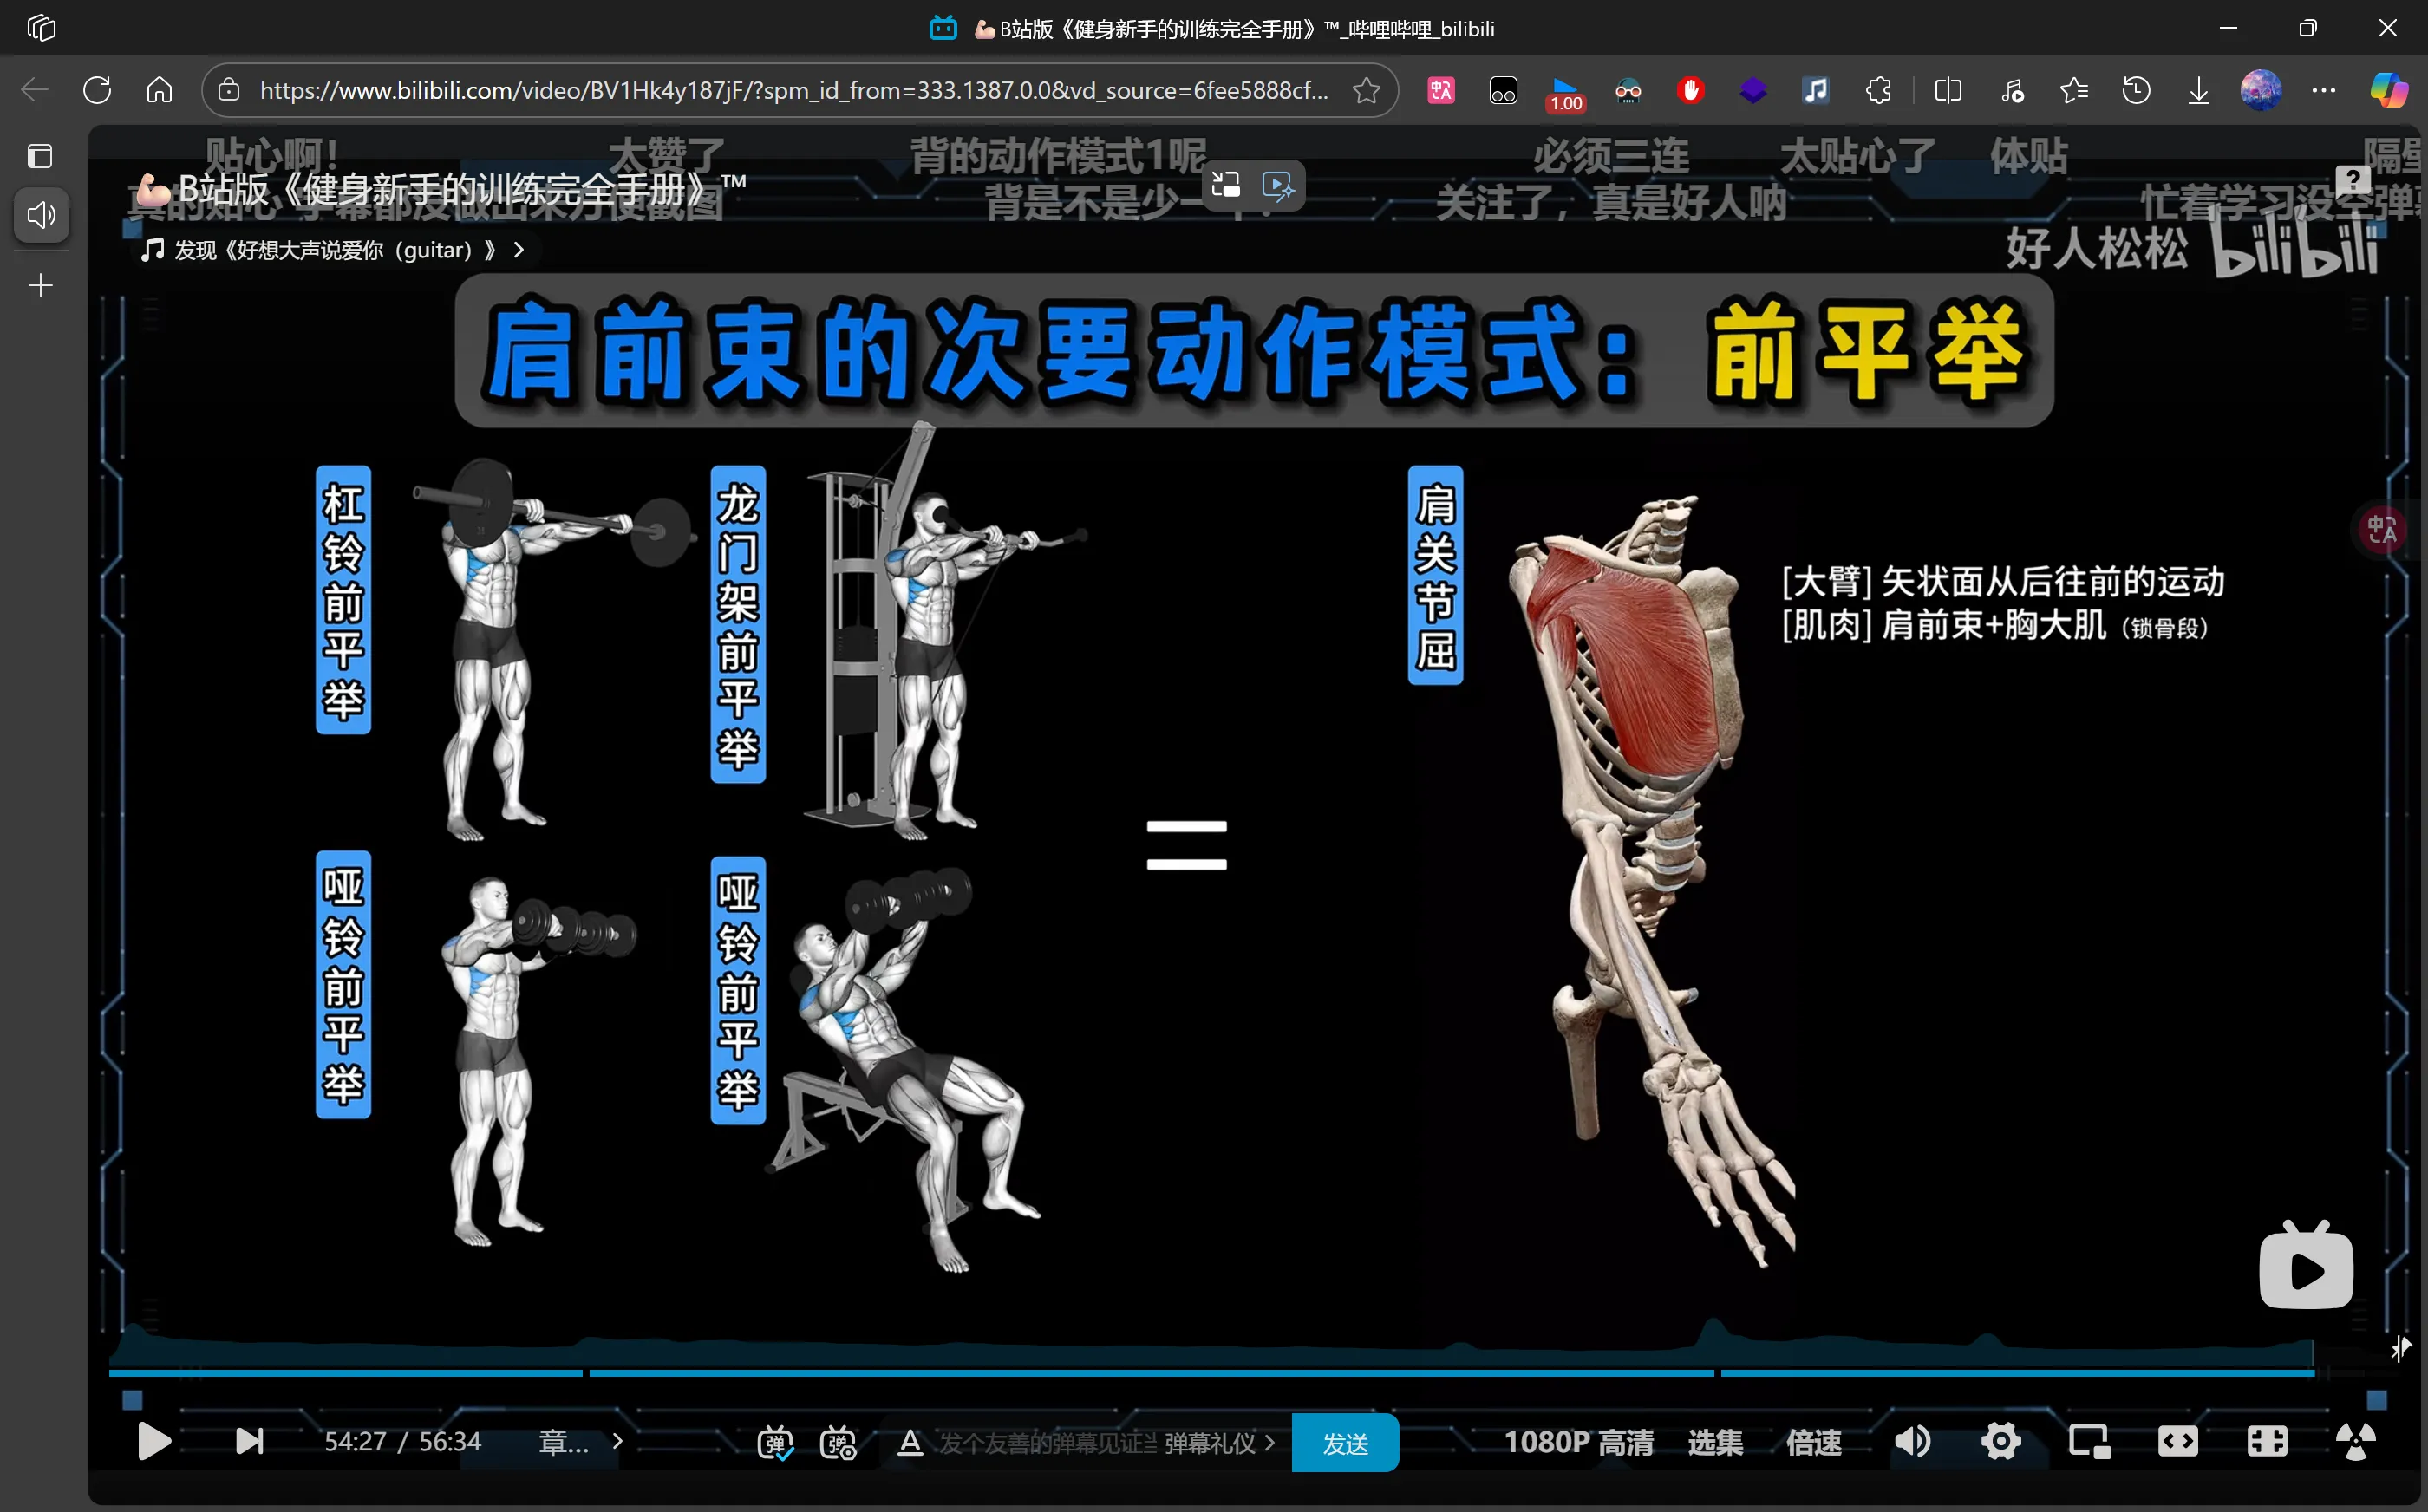 💪🏻B站版《健身新手的训练完全手册》™_哔哩哔哩_bilibili
https://www.bilibili.com/video/BV1Hk4y187jF/?spm_id_from=333.1387.0.0&vd_source=6fee5888cf...
1.00
贴心啊！
太赞了
背的动作模式1呢
必须三连
太贴心了
体贴
💪🏻B站版《健身新手的训练完全手册》™
背是不是少一个？
关注了，真是好人呐
忙着学习没空弹
发现《好想大声说爱你（guitar）》
好人松松 bilibili
肩前束的次要动作模式：前平举
杠铃前平举
龙门架前平举
肩关节屈
[大臂] 矢状面从后往前的运动
[肌肉] 肩前束+胸大肌（锁骨段）
哑铃前平举
哑铃前平举
54:27 / 56:34
章...
弹
弹
A
发个友善的弹幕见证当
弹幕礼仪
发送
1080P 高清
选集
倍速